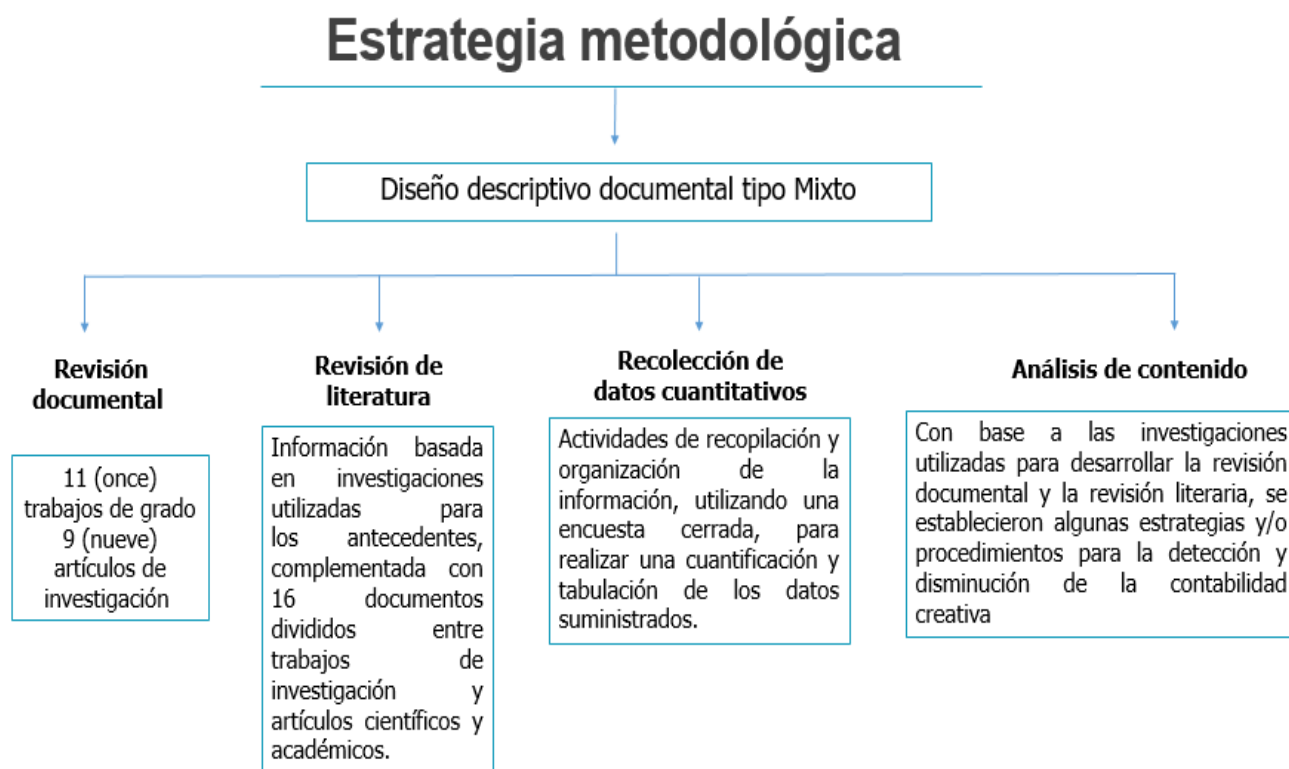 Estrategia metodológica
Diseño descriptivo documental tipo Mixto
Revisión
documental
11 (once)
trabajos de grado
9 (nueve)
artículos de
investigación
Revisión de
literatura
Información basada
en investigaciones
utilizadas para
los antecedentes,
complementada con
16 documentos
divididos entre
trabajos de
investigación y
artículos científicos y
académicos.
Recolección de
datos cuantitativos
Actividades de recopilación y
organización de la
información, utilizando una
encuesta cerrada, para
realizar una cuantificación y
tabulación de los datos
suministrados.
Análisis de contenido
Con base a las investigaciones
utilizadas para desarrollar la revisión
documental y la revisión literaria, se
establecieron algunas estrategias y/o
procedimientos para la detección y
disminución de la contabilidad
creativa